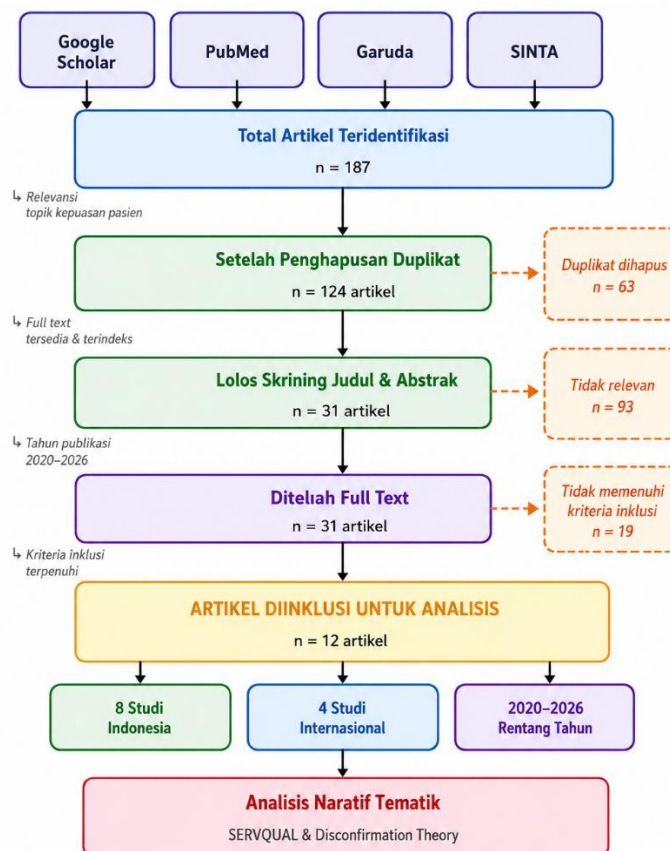 Google
Scholar
PubMed
Garuda
SINTA
Total Artikel Teridentifikasi
n = 187
↳ Relevansi
topik kepuasan pasien
Setelah Penghapusan Duplikat
n = 124 artikel
Duplikat dihapus
n = 63
↳ Full text
tersedia & terindeks
Lolos Skrining Judul & Abstrak
n = 31 artikel
Tidak relevan
n = 93
↳ Tahun publikasi
2020–2026
Diteliah Full Text
n = 31 artikel
Tidak memenuhi
kriteria inklusi
n = 19
↳ Kriteria inklusi
terpenuhi
ARTIKEL DIINKLUSI UNTUK ANALISIS
n = 12 artikel
8 Studi
Indonesia
4 Studi
Internasional
2020–2026
Rentang Tahun
Analisis Naratif Tematik
SERVQUAL & Disconfirmation Theory